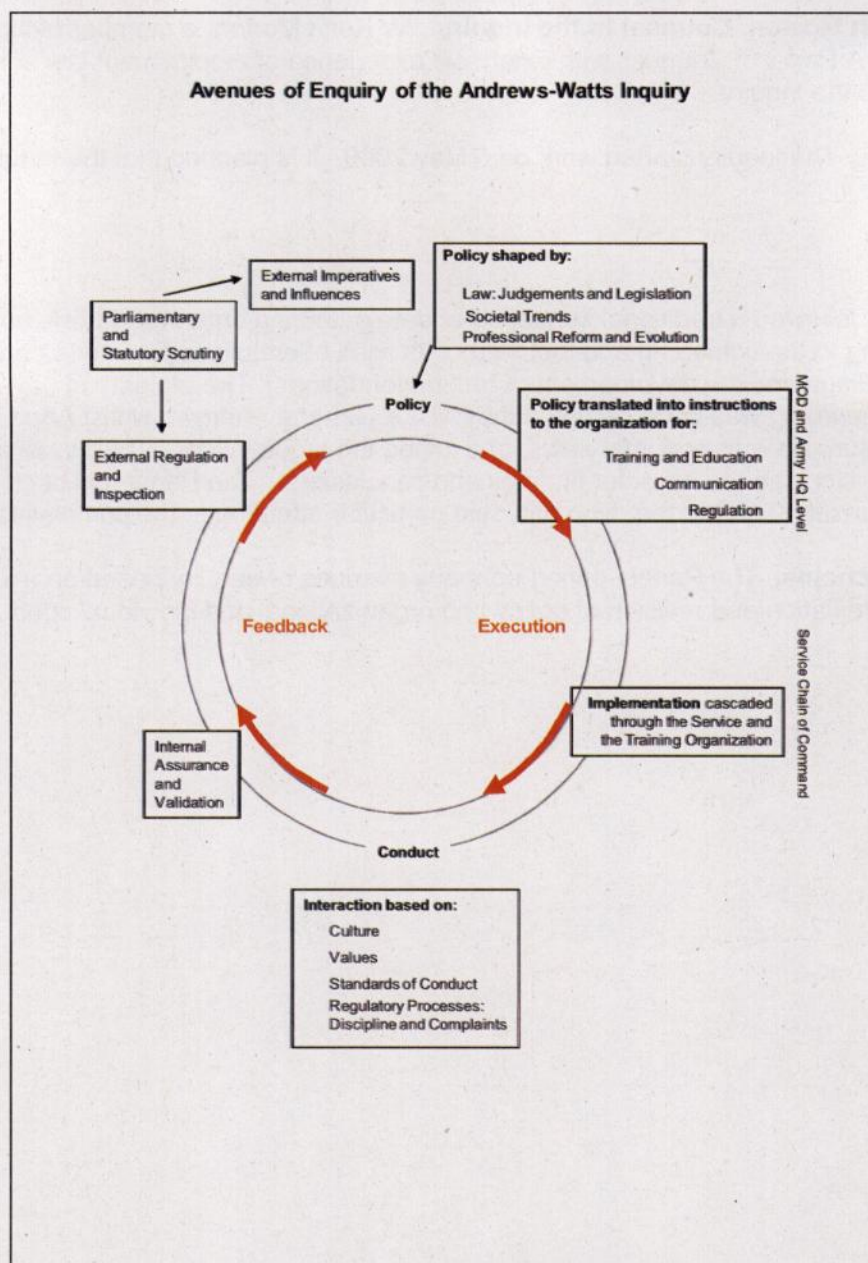 Avenues of Enquiry of the Andrews-Watts Inquiry
External Imperatives
and Influences
Parliamentary
and
Statutory Scrutiny
Policy shaped by:
Law: Judgements and Legislation
Societal Trends
Professional Reform and Evolution
Policy
Policy translated into instructions
to the organization for:
Training and Education
Communication
Regulation
MOD and Army HQ Level
External Regulation
and
Inspection
Feedback
Execution
Service Chain of Command
Implementation cascaded
through the Service and
the Training Organization
Internal
Assurance
and
Validation
Conduct
Interaction based on:
Culture
Values
Standards of Conduct
Regulatory Processes:
Discipline and Complaints